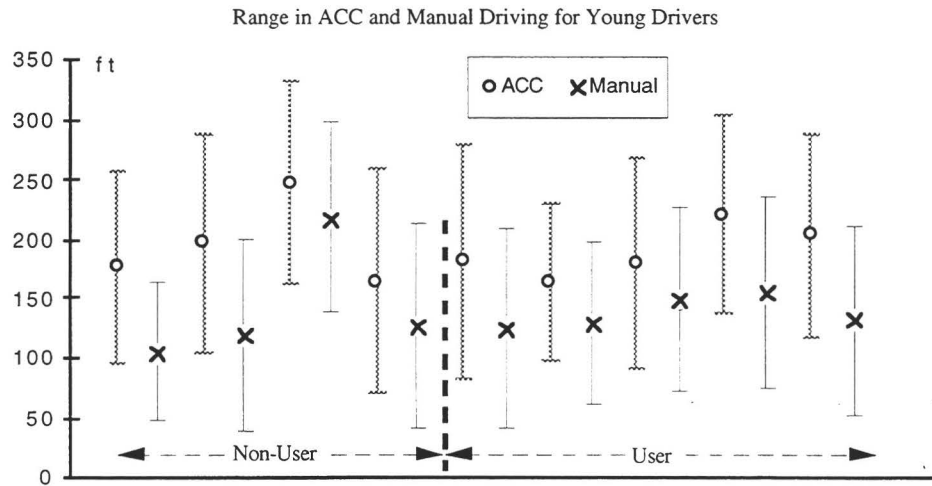 Range in ACC and Manual Driving for Young Drivers
350 ft
ACC Manual
300
250
200
150
100
50
Non-User User
0